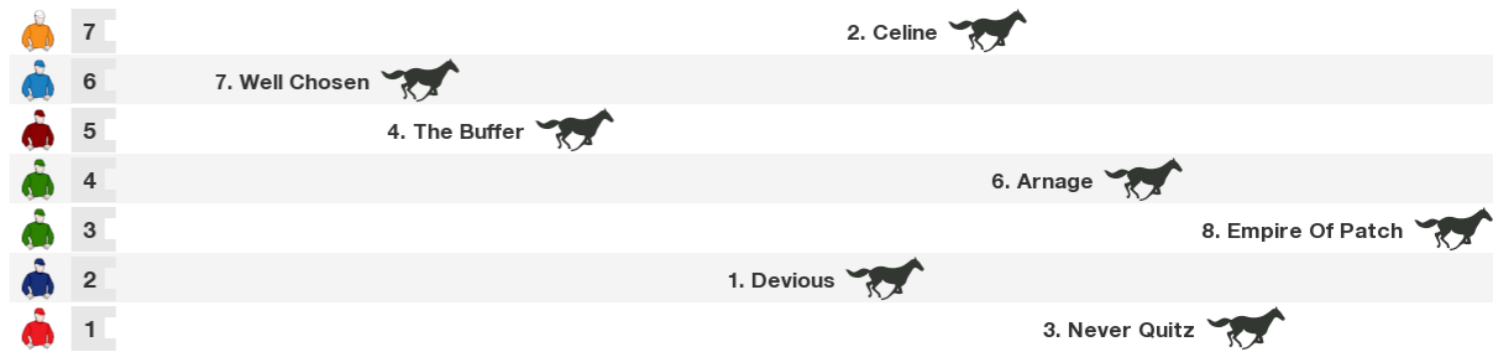 7 2. Celine
6 7. Well Chosen
5 4. The Buffer
4 6. Arnage
3 8. Empire Of Patch
2 1. Devious
1 3. Never Quitz